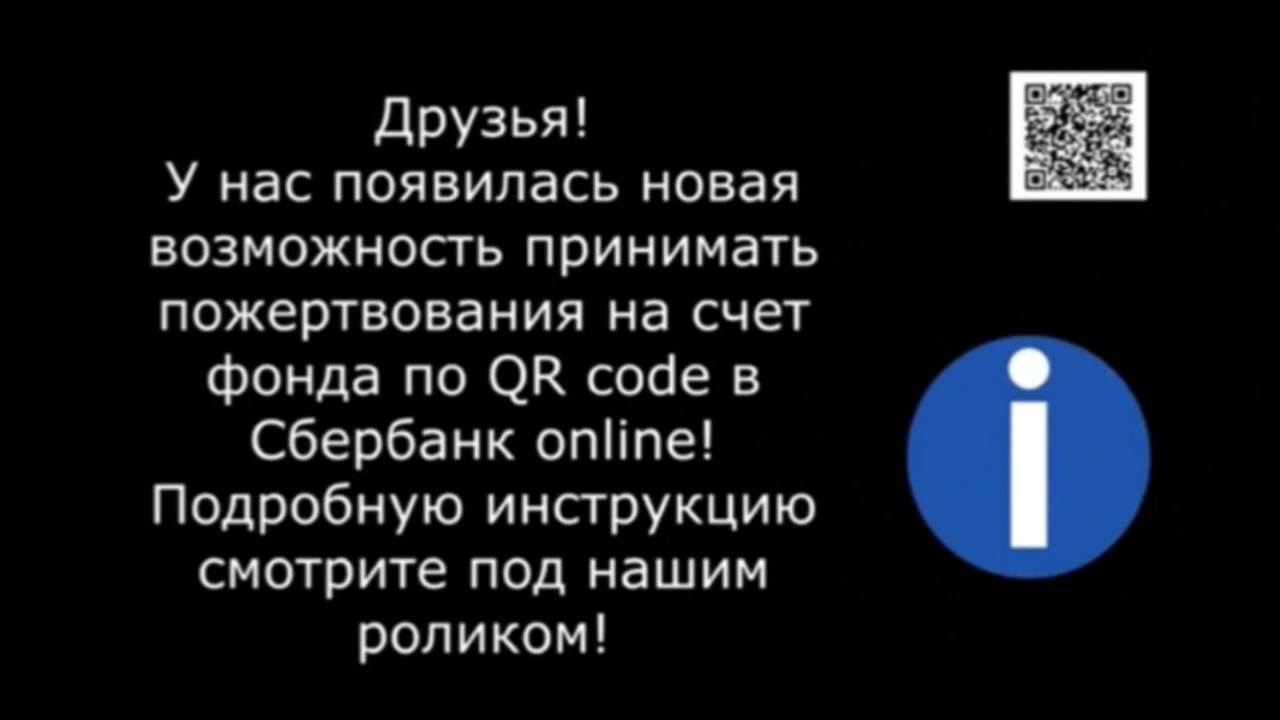 Друзья!
У нас появилась новая
возможность принимать
пожертвования на счет
фонда по QR code в
Сбербанк online!
Подробную инструкцию
смотрите под нашим
роликом!
i